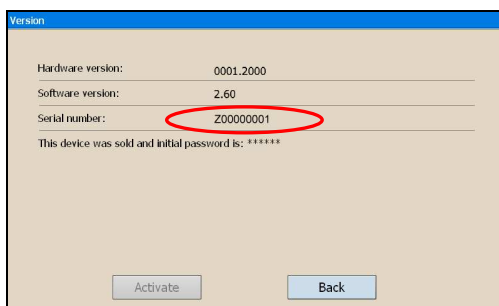 Version
Hardware version: 0001.2000
Software version: 2.60
Serial number: Z00000001
This device was sold and initial password is: ******
Activate Back